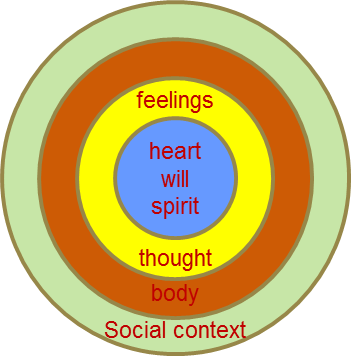 feelings
heart
will
spirit
thought
body
Social context